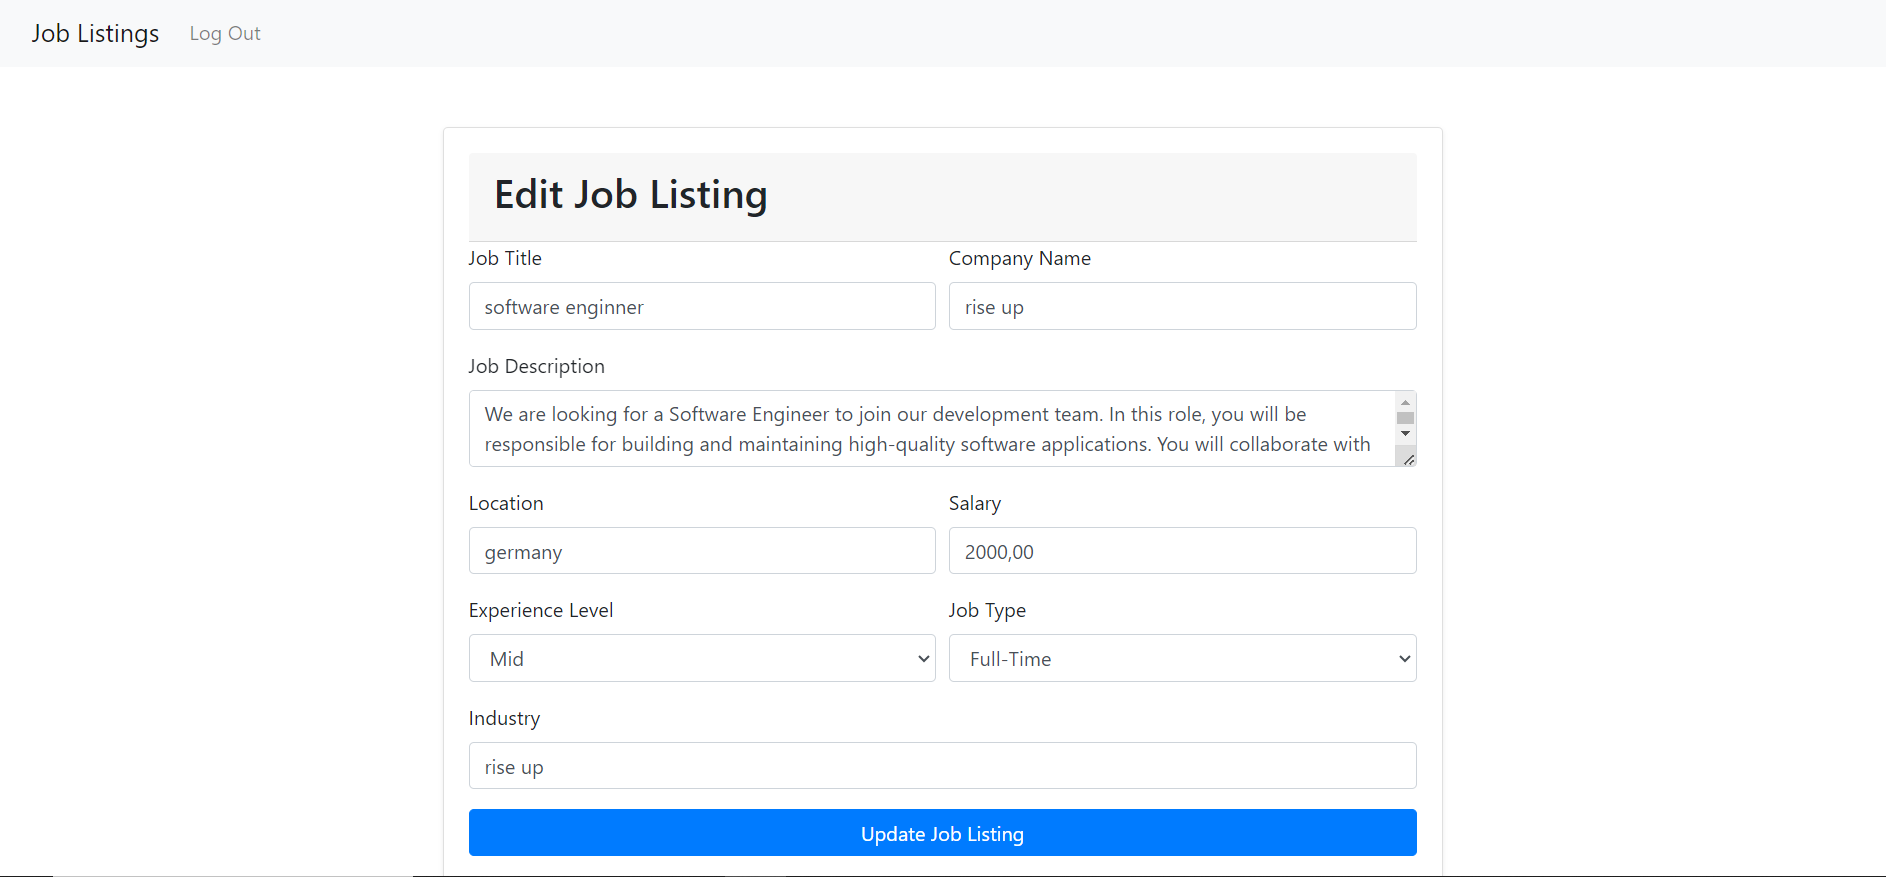 Job Listings Log Out
Edit Job Listing
Job Title Company Name
software enginner rise up
Job Description
We are looking for a Software Engineer to join our development team. In this role, you will be
responsible for building and maintaining high-quality software applications. You will collaborate with
Location Salary
germany 2000,00
Experience Level Job Type
Mid Full-Time
Industry
rise up
Update Job Listing